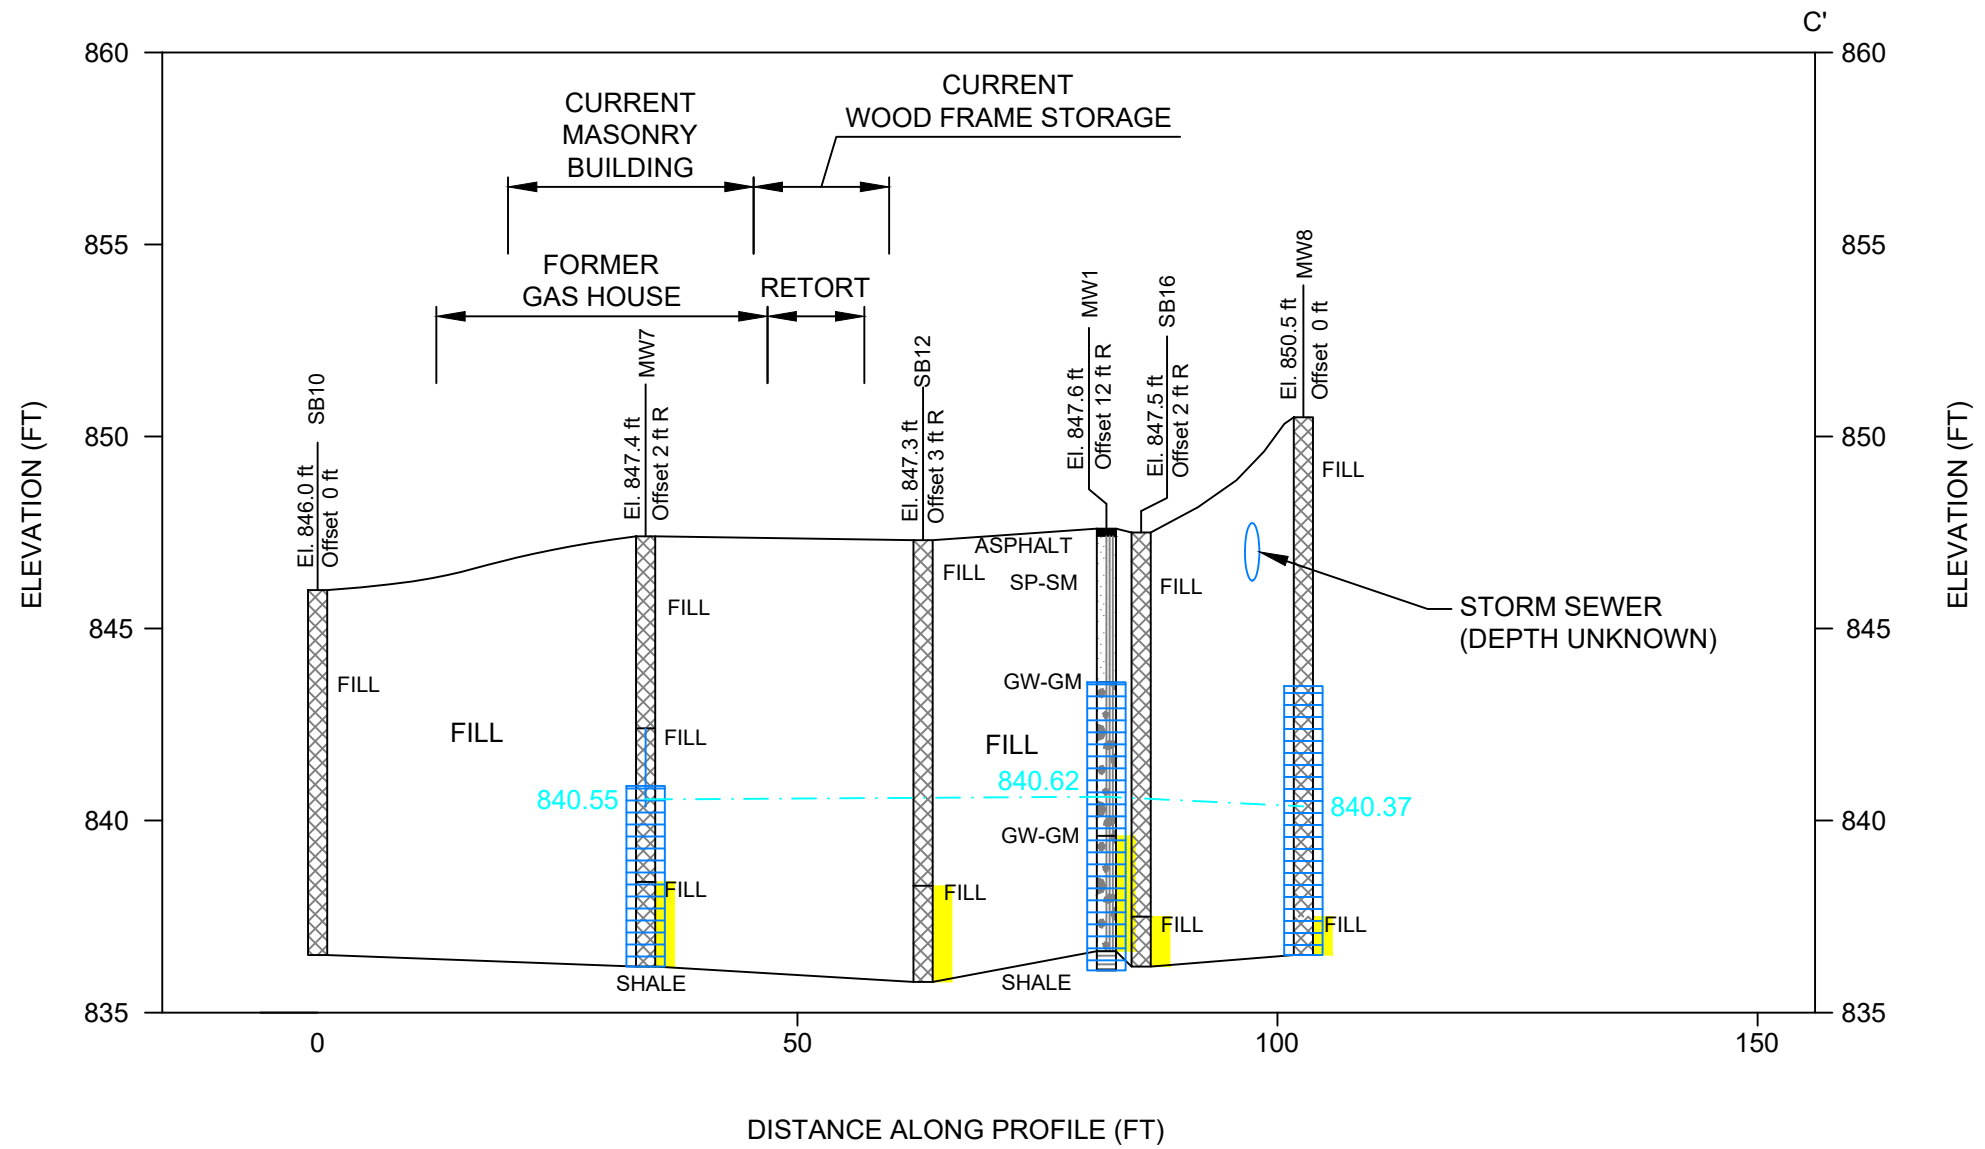 C'
860
860
CURRENT
WOOD FRAME STORAGE
CURRENT
MASONRY
BUILDING
855
855
FORMER
GAS HOUSE
RETORT
MW8
El. 850.5 ft
Offset 0 ft
MW1
El. 847.6 ft
Offset 12 ft R
SB16
El. 847.5 ft
Offset 2 ft R
MW7
El. 847.4 ft
Offset 2 ft R
SB12
El. 847.3 ft
Offset 3 ft R
SB10
El. 846.0 ft
Offset 0 ft
850
850
ELEVATION (FT)
ELEVATION (FT)
FILL
ASPHALT
FILL
SP-SM
FILL
FILL
STORM SEWER
(DEPTH UNKNOWN)
845
845
FILL
GW-GM
FILL
FILL
FILL
840.62
840.55
840.37
840
840
GW-GM
FILL
FILL
FILL
FILL
SHALE
SHALE
835
835
0
50
100
150
DISTANCE ALONG PROFILE (FT)